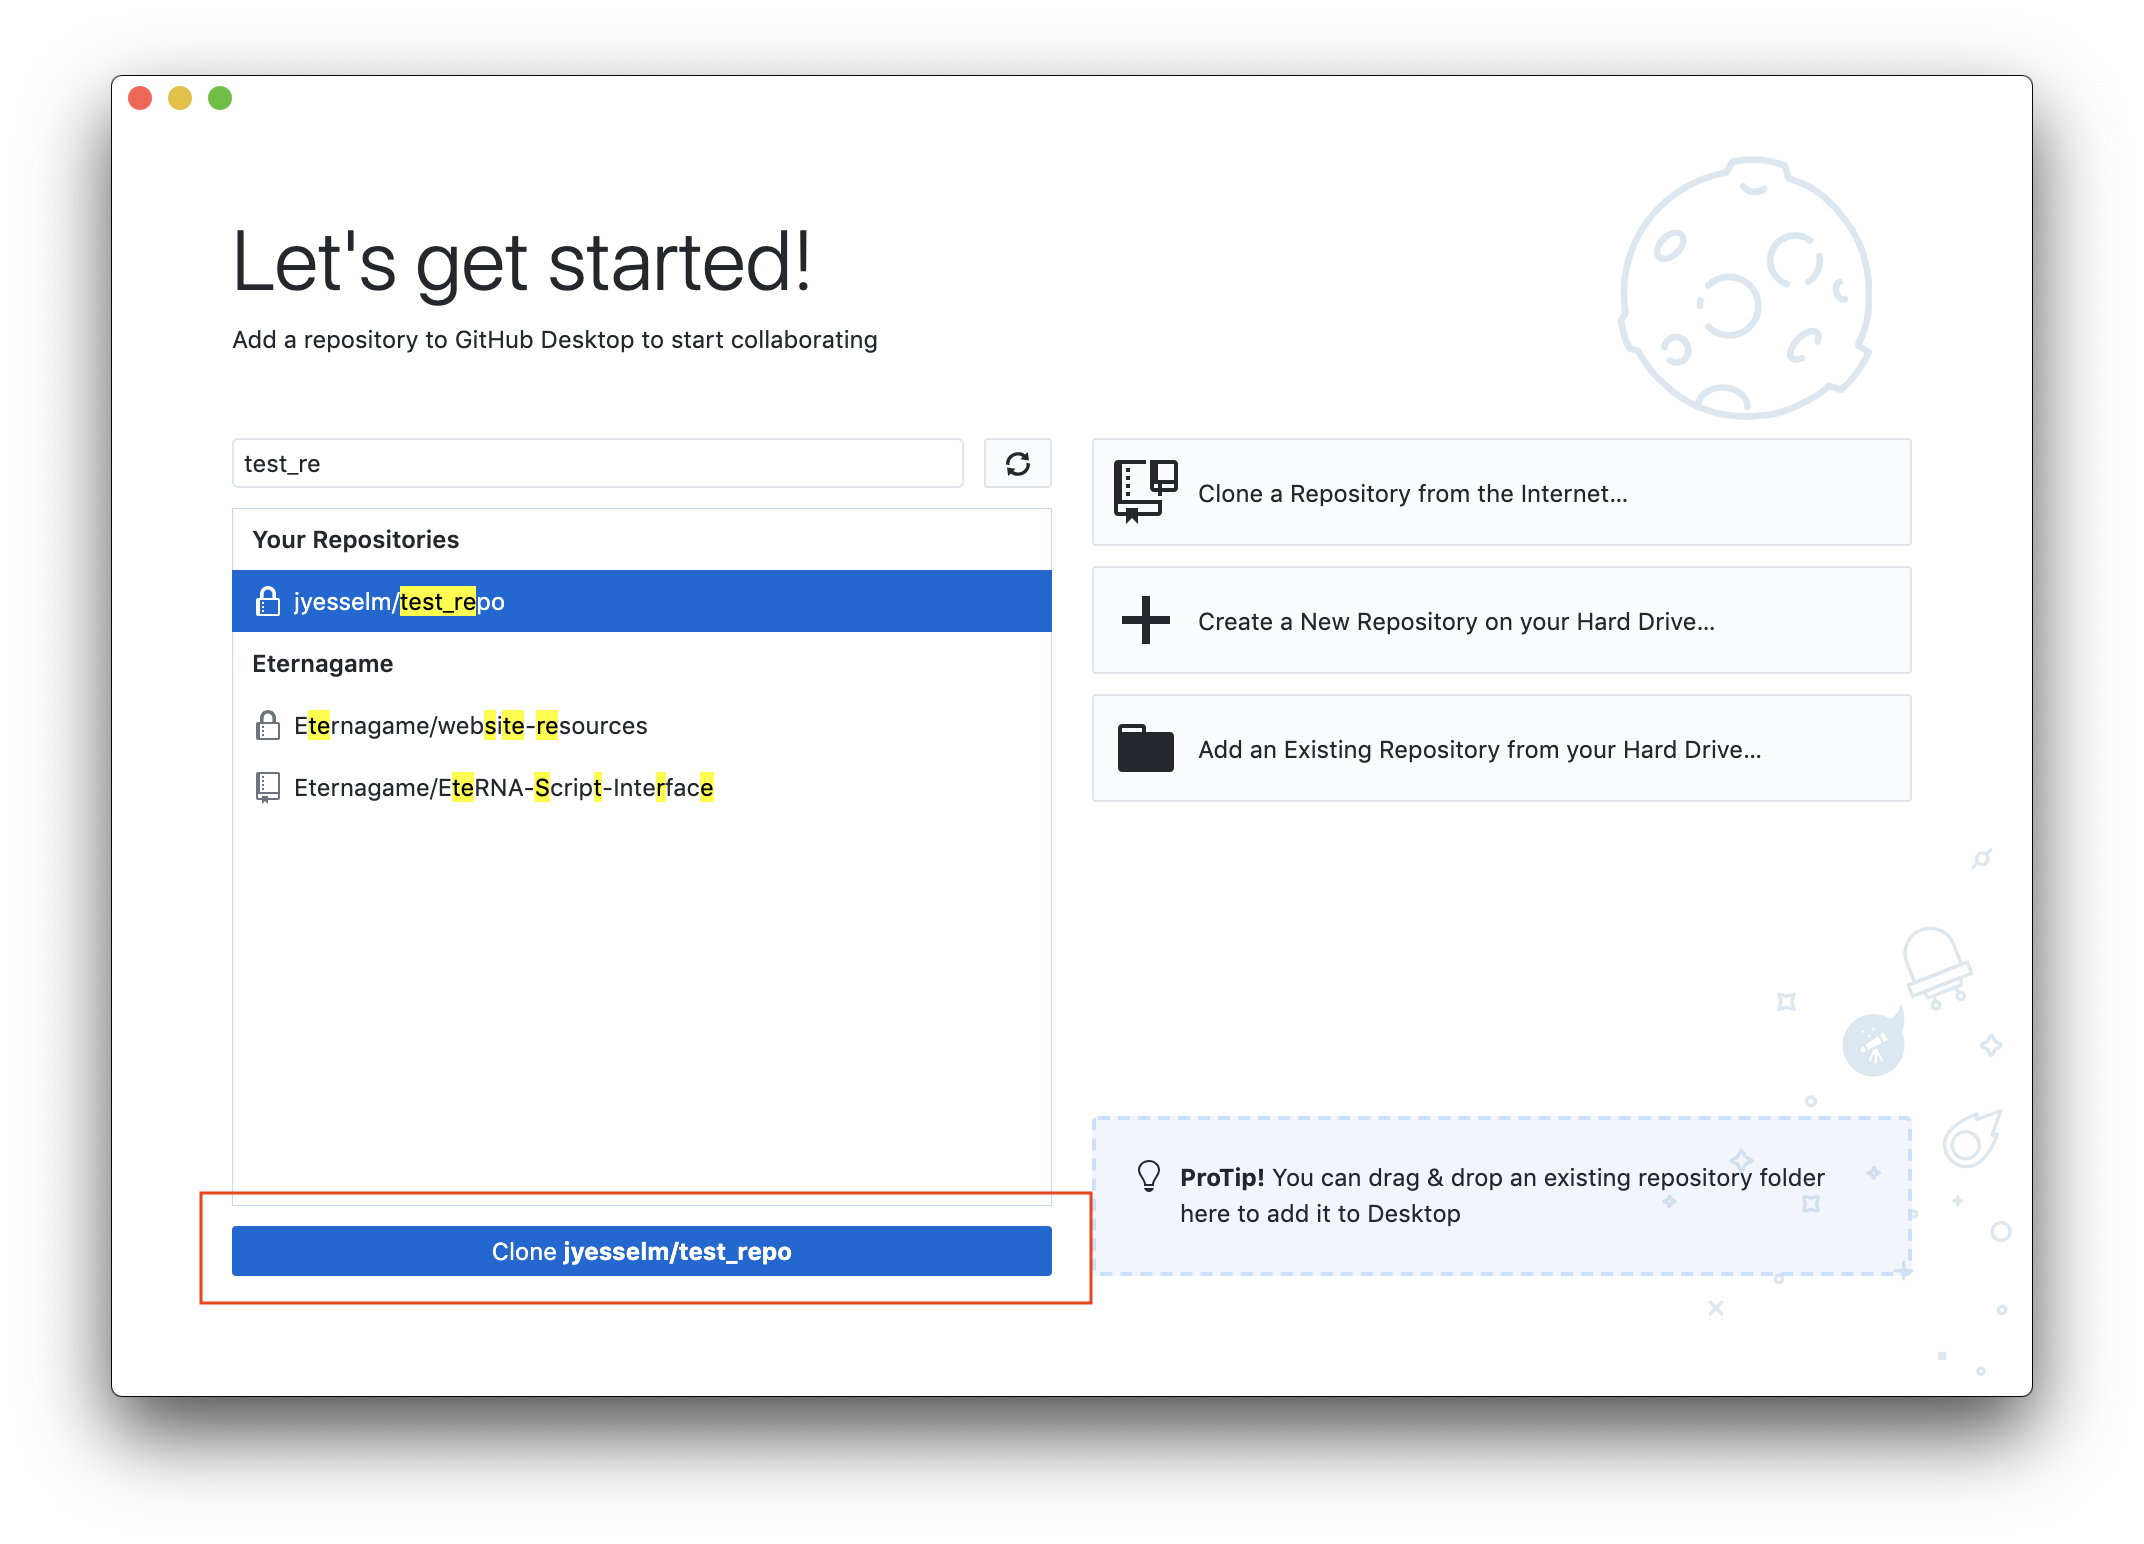 Let's get started!
Add a repository to GitHub Desktop to start collaborating
test_re
Your Repositories
jyesselm/test_repo
Eternagame
Eternagame/website-resources
Eternagame/EteRNA-Script-Interface
Clone jyesselm/test_repo
Clone a Repository from the Internet...
Create a New Repository on your Hard Drive...
Add an Existing Repository from your Hard Drive...
ProTip! You can drag & drop an existing repository folder
here to add it to Desktop